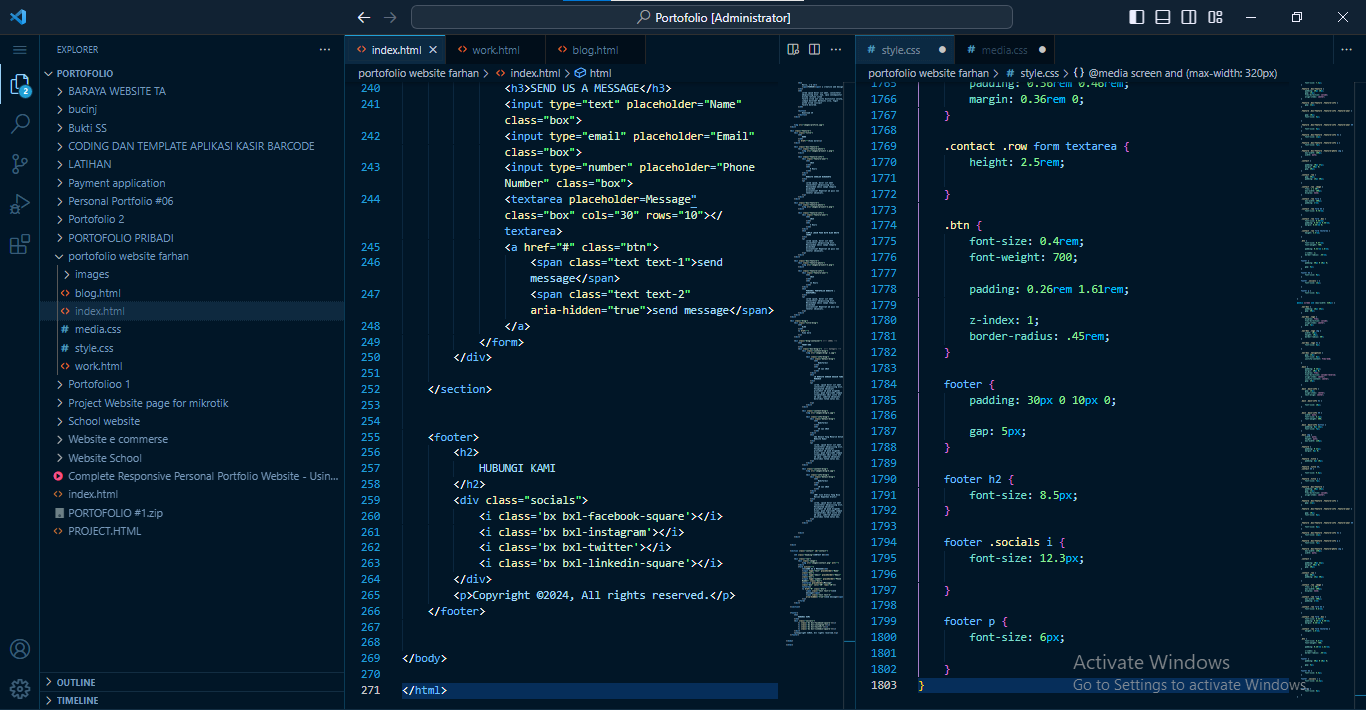 Portofolio [Administrator]
EXPLORER
PORTOFOLIO
BARAYA WEBSITE TA
bucinj
Bukti SS
CODING DAN TEMPLATE APLIKASI KASIR BARCODE
LATIHAN
Payment application
Personal Portfolio #06
Portofolio 2
PORTOFOLIO PRIBADI
portofolio website farhan
images
blog.html
index.html
media.css
style.css
work.html
Portofolioo 1
Project Website page for mikrotik
School website
Website e commerse
Website School
Complete Responsive Personal Portfolio Website - Usin...
index.html
PORTOFOLIO #1.zip
PROJECT.HTML
OUTLINE
TIMELINE
2
index.html work.html blog.html
portofolio website farhan > index.html > html
240 <h3>SEND US A MESSAGE</h3>
241 <input type="text" placeholder="Name"
class="box">
242 <input type="email" placeholder="Email"
class="box">
243 <input type="number" placeholder="Phone
Number" class="box">
244 <textarea placeholder=Message"
class="box" cols="30" rows="10"></
textarea>
245 <a href="#" class="btn">
246 <span class="text text-1">send
message</span>
247 <span class="text text-2"
aria-hidden="true">send message</span>
248 </a>
249 </form>
250 </div>
251
252 </section>
253
254
255 <footer>
256 <h2>
257 HUBUNGI KAMI
258 </h2>
259 <div class="socials">
260 <i class='bx bxl-facebook-square'></i>
261 <i class='bx bxl-instagram'></i>
262 <i class='bx bxl-twitter'></i>
263 <i class='bx bxl-linkedin-square'></i>
264 </div>
265 <p>Copyright ©2024, All rights reserved.</p>
266 </footer>
267
268
269 </body>
270
271 </html>
style.css media.css
portofolio website farhan > style.css > {} @media screen and (max-width: 320px)
1765 padding: 0.36rem 0.46rem;
1766 margin: 0.36rem 0;
1767 }
1768
1769 .contact .row form textarea {
1770 height: 2.5rem;
1771
1772 }
1773
1774 .btn {
1775 font-size: 0.4rem;
1776 font-weight: 700;
1777
1778 padding: 0.26rem 1.61rem;
1779
1780 z-index: 1;
1781 border-radius: .45rem;
1782 }
1783
1784 footer {
1785 padding: 30px 0 10px 0;
1786
1787 gap: 5px;
1788 }
1789
1790 footer h2 {
1791 font-size: 8.5px;
1792 }
1793
1794 footer .socials i {
1795 font-size: 12.3px;
1796
1797 }
1798
1799 footer p {
1800 font-size: 6px;
1801
1802 }
1803 }
Activate Windows
Go to Settings to activate Windows.